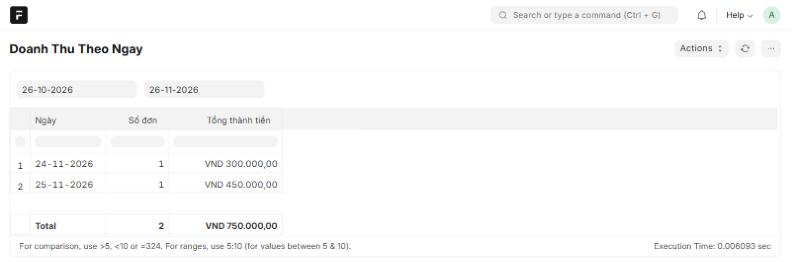 Search or type a command (Ctrl + G)
Help
A
Doanh Thu Theo Ngay
Actions
26-10-2026 26-11-2026
Ngày Số đơn Tổng thành tiền
1 24-11-2026 1 VND 300.000,00
2 25-11-2026 1 VND 450.000,00
Total 2 VND 750.000,00
For comparison, use >5, <10 or =324. For ranges, use 5:10 (for values between 5 & 10).
Execution Time: 0.006093 sec